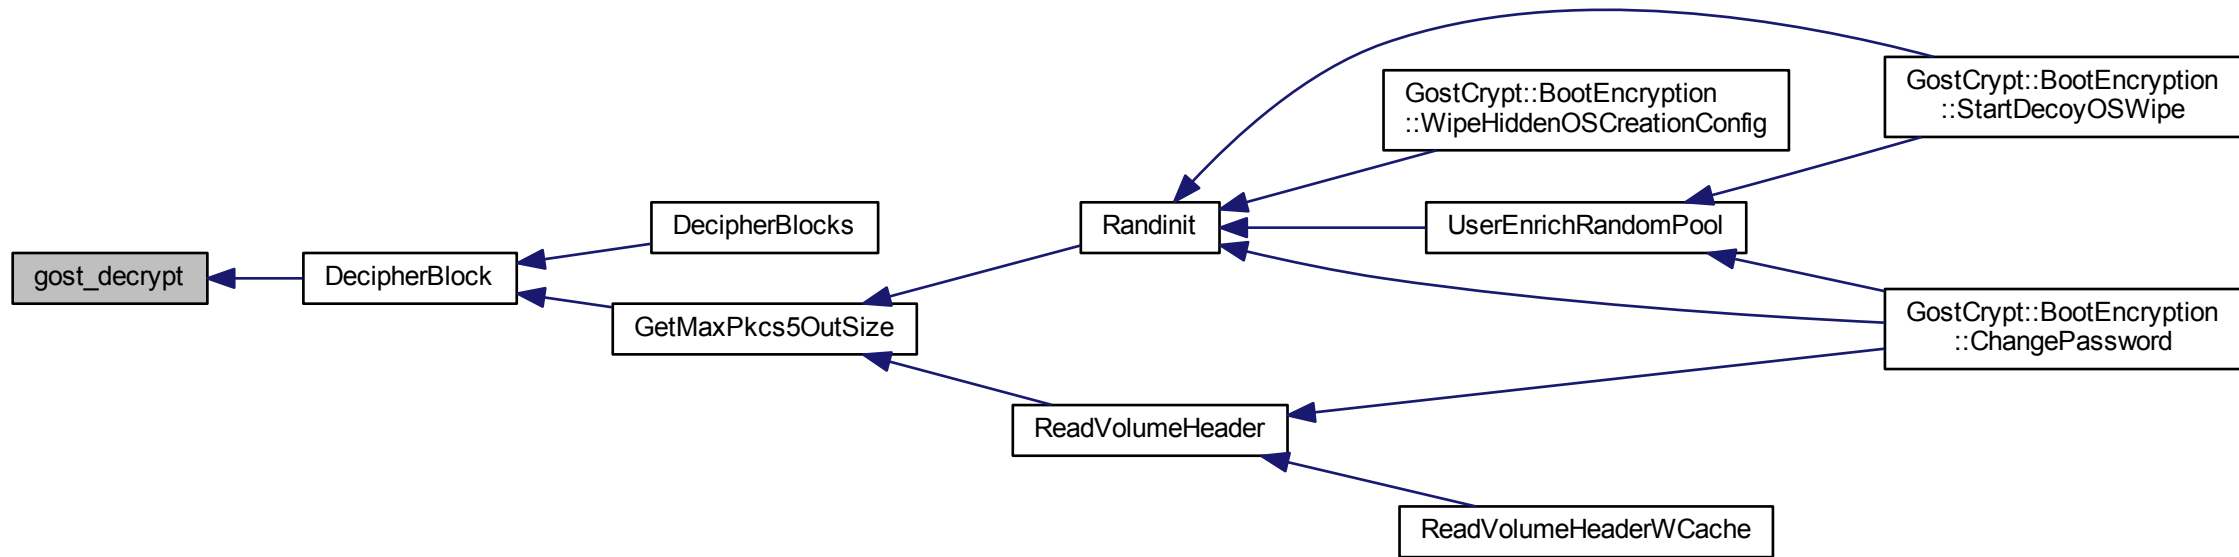 gost_decrypt
DecipherBlock
DecipherBlocks
GetMaxPkcs5OutSize
Randinit
ReadVolumeHeader
GostCrypt::BootEncryption
::WipeHiddenOSCreationConfig
UserEnrichRandomPool
ReadVolumeHeaderWCache
GostCrypt::BootEncryption
::StartDecoyOSWipe
GostCrypt::BootEncryption
::ChangePassword